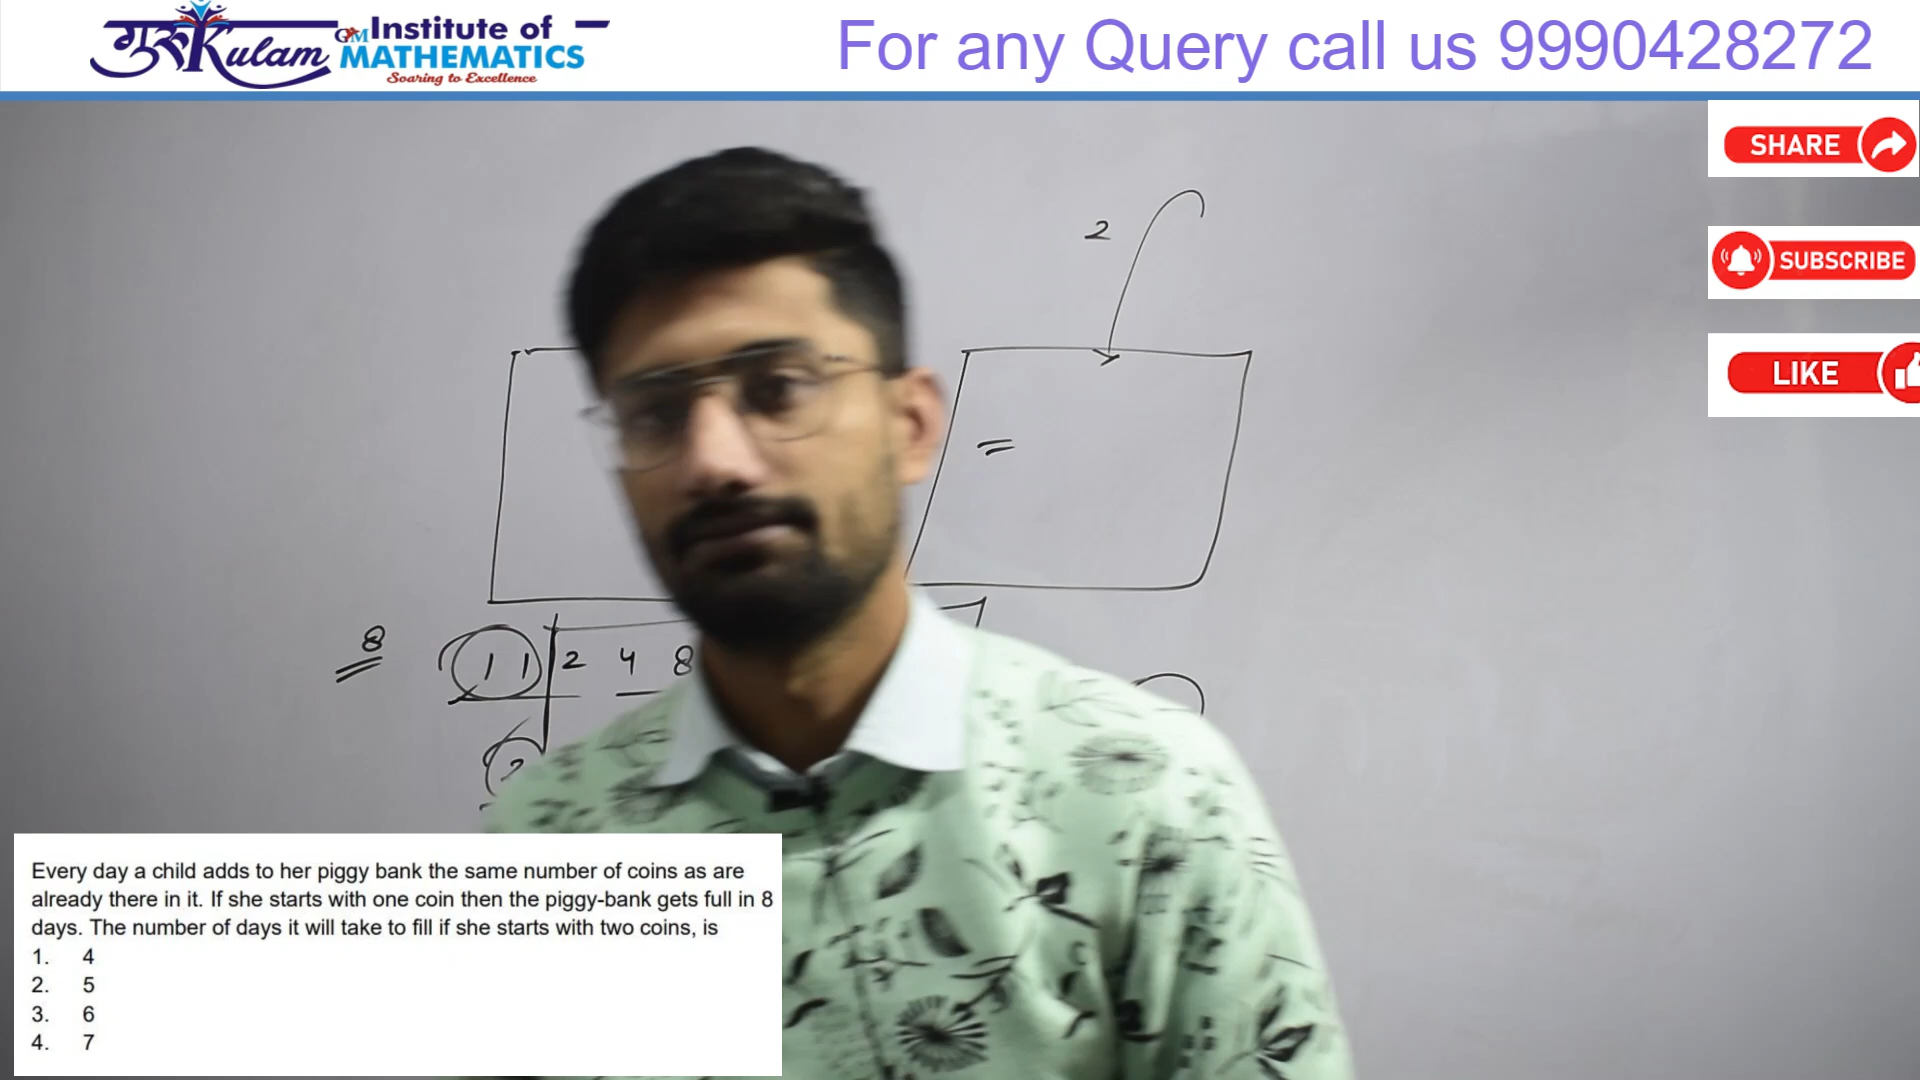 गुरुKulam GM Institute of
MATHEMATICS
Soaring to Excellence
For any Query call us 9990428272
SHARE
SUBSCRIBE
LIKE
2
=
8
1 1 2 4 8
2
Every day a child adds to her piggy bank the same number of coins as are
already there in it. If she starts with one coin then the piggy-bank gets full in 8
days. The number of days it will take to fill if she starts with two coins, is
1. 4
2. 5
3. 6
4. 7